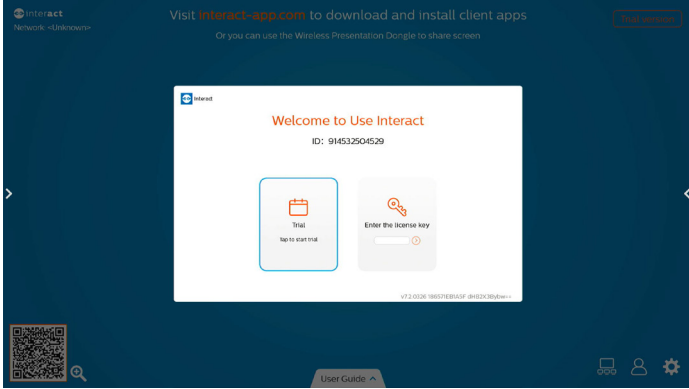 interact
Network: <Unknown>
Visit interact-app.com to download and install client apps
Or you can use the Wireless Presentation Dongle to share screen
Trial version
Interact
Welcome to Use Interact
ID: 914532504529
Trial
Tap to start trial
Enter the license key
User Guide